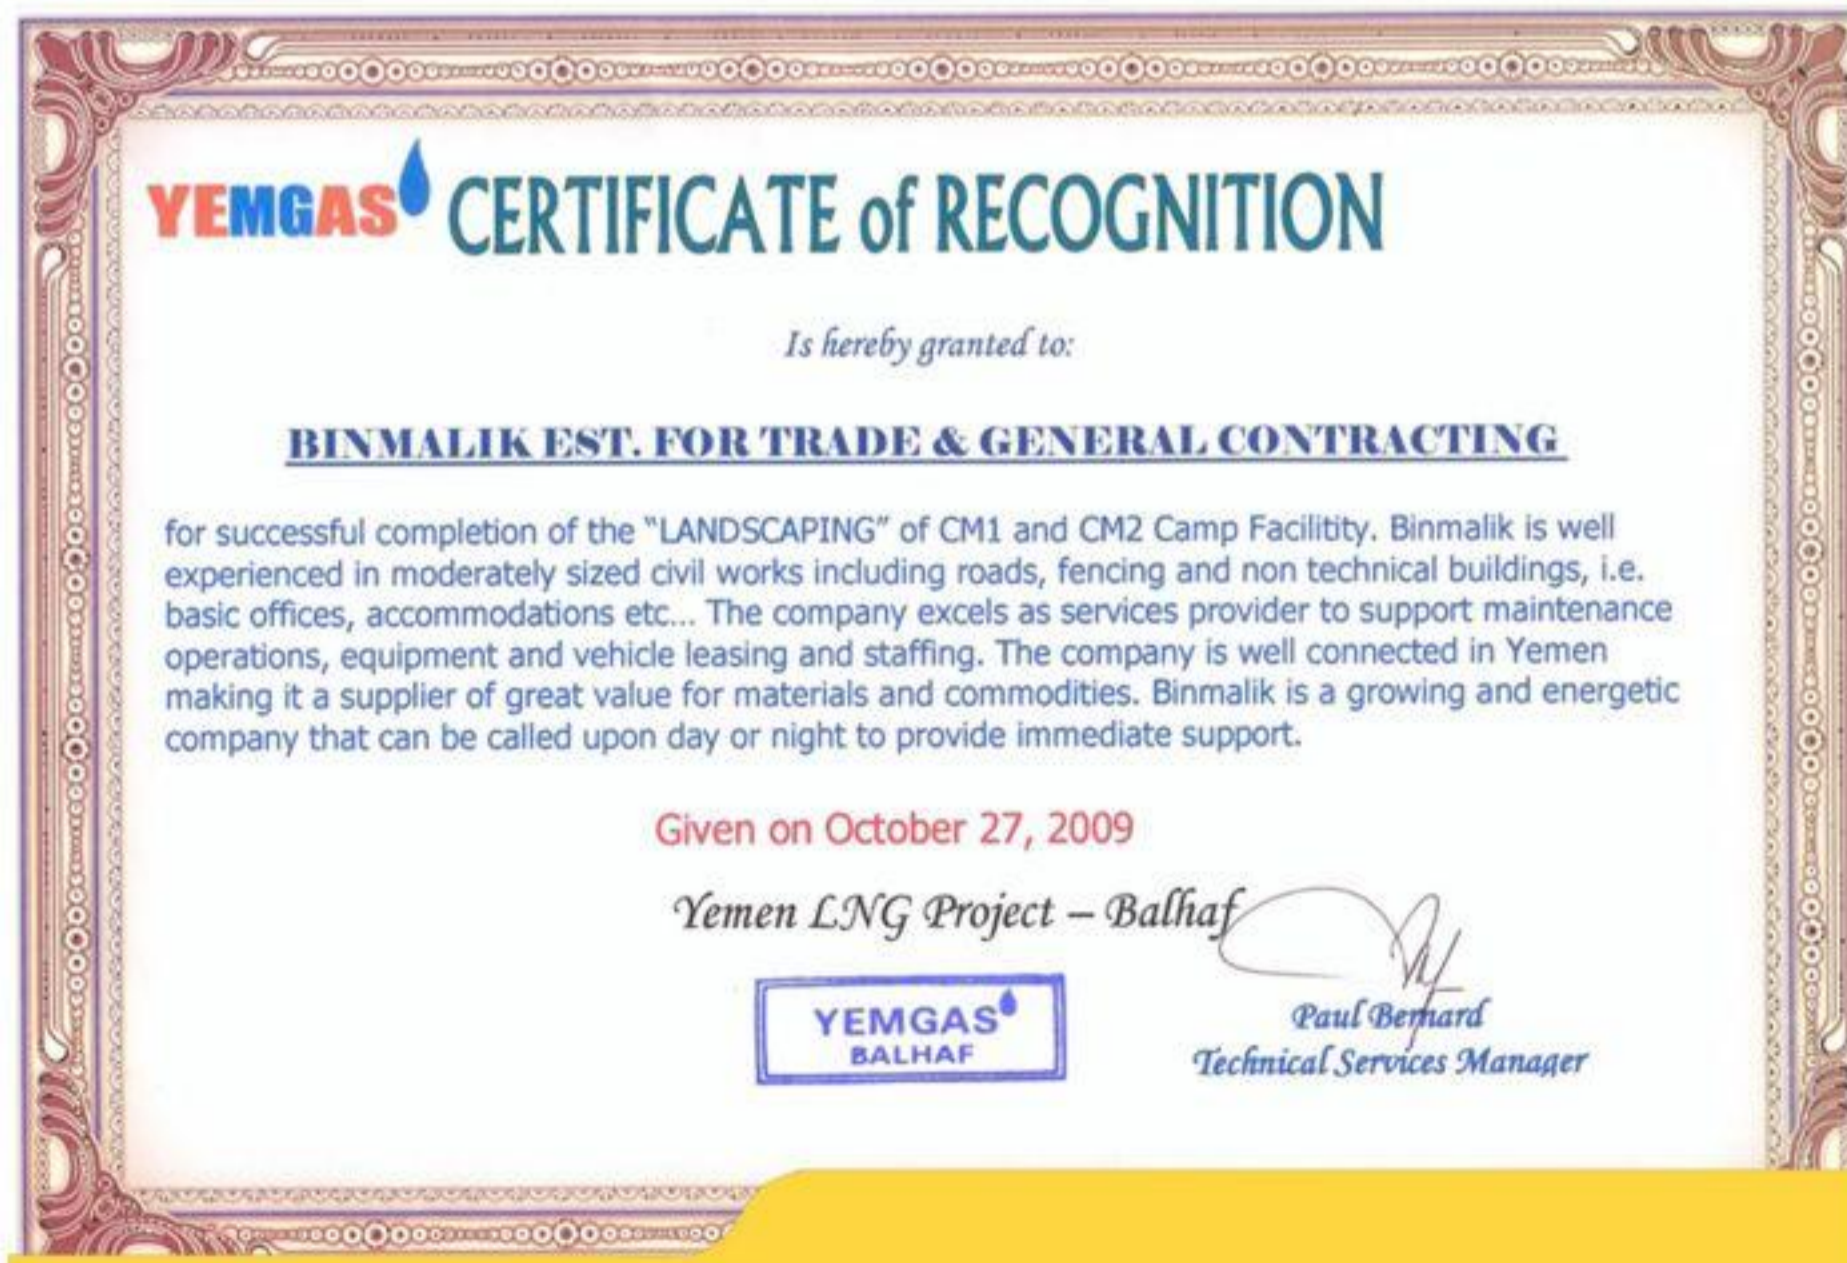 YEMGAS CERTIFICATE of RECOGNITION
Is hereby granted to:
BINMALIK EST. FOR TRADE & GENERAL CONTRACTING
for successful completion of the “LANDSCAPING” of CM1 and CM2 Camp Facilitity. Binmalik is well
experienced in moderately sized civil works including roads, fencing and non technical buildings, i.e.
basic offices, accommodations etc... The company excels as services provider to support maintenance
operations, equipment and vehicle leasing and staffing. The company is well connected in Yemen
making it a supplier of great value for materials and commodities. Binmalik is a growing and energetic
company that can be called upon day or night to provide immediate support.
Given on October 27, 2009
Yemen LNG Project – Balhaf
YEMGAS
BALHAF
Paul Bernard
Technical Services Manager